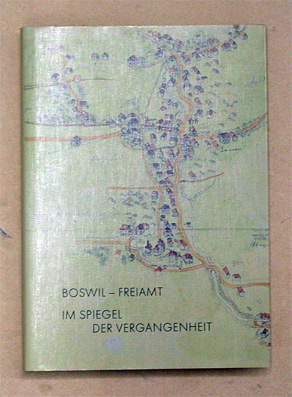 BOSWIL – FREIAMT
IM SPIEGEL
DER VERGANGENHEIT